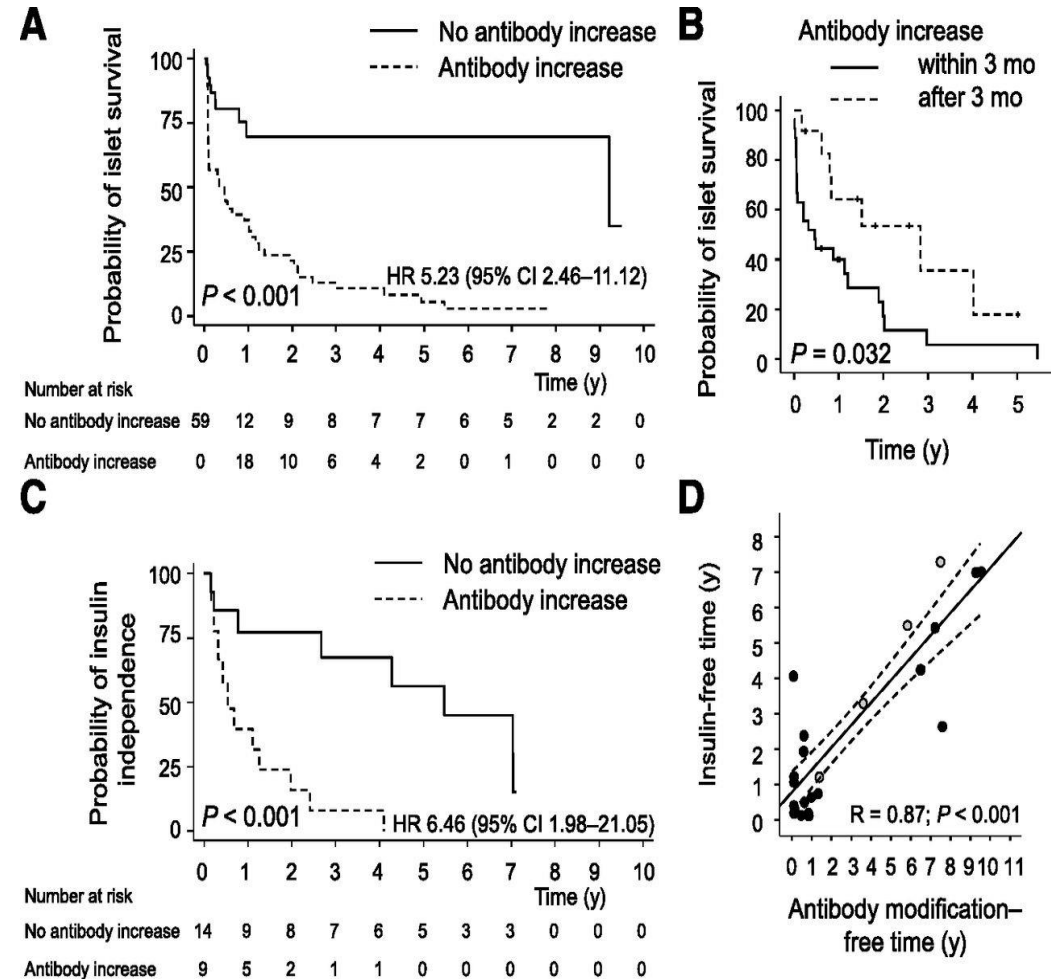 A
No antibody increase
Antibody increase
Probability of islet survival
100
75
50
25
0
HR 5.23 (95% CI 2.46–11.12)
P < 0.001
0 1 2 3 4 5 6 7 8 9 10
Time (y)
Number at risk
No antibody increase 59 12 9 8 7 7 6 5 2 2 0
Antibody increase 0 18 10 6 4 2 0 1 0 0 0
B
Antibody increase
within 3 mo
after 3 mo
Probability of islet survival
100
80
60
40
20
0
P = 0.032
0 1 2 3 4 5
Time (y)
C
No antibody increase
Antibody increase
Probability of insulin
independence
100
75
50
25
0
P < 0.001
HR 6.46 (95% CI 1.98–21.05)
0 1 2 3 4 5 6 7 8 9 10
Time (y)
Number at risk
No antibody increase 14 9 8 7 6 5 3 3 0 0 0
Antibody increase 9 5 2 1 1 0 0 0 0 0 0
D
Insulin-free time (y)
8
7
6
5
4
3
2
1
0
R = 0.87; P < 0.001
0 1 2 3 4 5 6 7 8 9 10 11
Antibody modification–
free time (y)